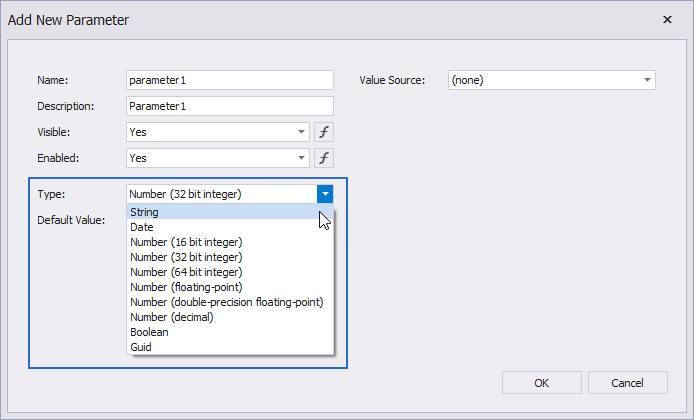 Add New Parameter
Name: parameter1 Value Source: (none)
Description: Parameter1
Visible: Yes
Enabled: Yes
Type: Number (32 bit integer)
Default Value: String
Date
Number (16 bit integer)
Number (32 bit integer)
Number (64 bit integer)
Number (floating-point)
Number (double-precision floating-point)
Number (decimal)
Boolean
Guid
OK Cancel